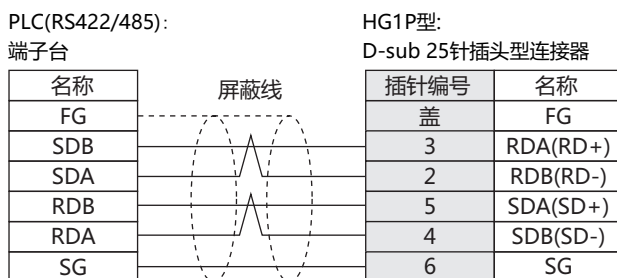 PLC(RS422/485):
端子台
HG1P型:
D-sub 25针插头型连接器
名称
屏蔽线
插针编号 名称
FG 盖 FG
SDB 3 RDA(RD+)
SDA 2 RDB(RD-)
RDB 5 SDA(SD+)
RDA 4 SDB(SD-)
SG 6 SG